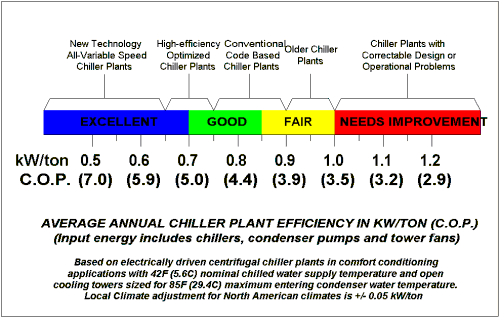 New Technology
All-Variable Speed
Chiller Plants
High-efficiency
Optimized
Chiller Plants
Conventional
Code Based
Chiller Plants
Older Chiller
Plants
Chiller Plants with
Correctable Design or
Operational Problems
EXCELLENT GOOD FAIR NEEDS IMPROVEMENT
kW/ton 0.5 0.6 0.7 0.8 0.9 1.0 1.1 1.2
C.O.P. (7.0) (5.9) (5.0) (4.4) (3.9) (3.5) (3.2) (2.9)
AVERAGE ANNUAL CHILLER PLANT EFFICIENCY IN KW/TON (C.O.P.)
(Input energy includes chillers, condenser pumps and tower fans)
Based on electrically driven centrifugal chiller plants in comfort conditioning
applications with 42F (5.6C) nominal chilled water supply temperature and open
cooling towers sized for 85F (29.4C) maximum entering condenser water temperature.
Local Climate adjustment for North American climates is +/- 0.05 kW/ton